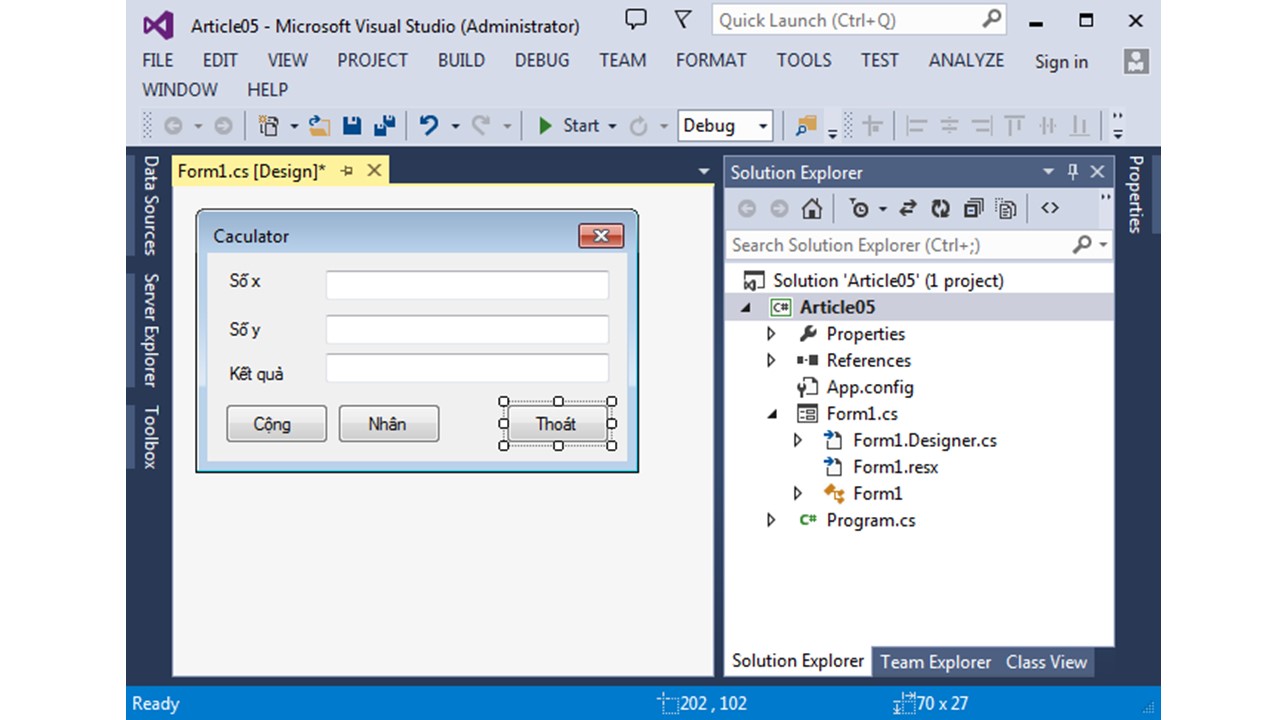 Article05 - Microsoft Visual Studio (Administrator)
Quick Launch (Ctrl+Q)
FILE EDIT VIEW PROJECT BUILD DEBUG TEAM FORMAT TOOLS TEST ANALYZE Sign in
WINDOW HELP
Start Debug
Data Sources
Server Explorer
Toolbox
Form1.cs [Design]*
Caculator
Số x
Số y
Kết quả
Cộng Nhân Thoát
Solution Explorer
Search Solution Explorer (Ctrl+;)
Solution 'Article05' (1 project)
C# Article05
Properties
References
App.config
Form1.cs
Form1.Designer.cs
Form1.resx
Form1
C# Program.cs
Solution Explorer Team Explorer Class View
Properties
Ready 202 , 102 70 x 27